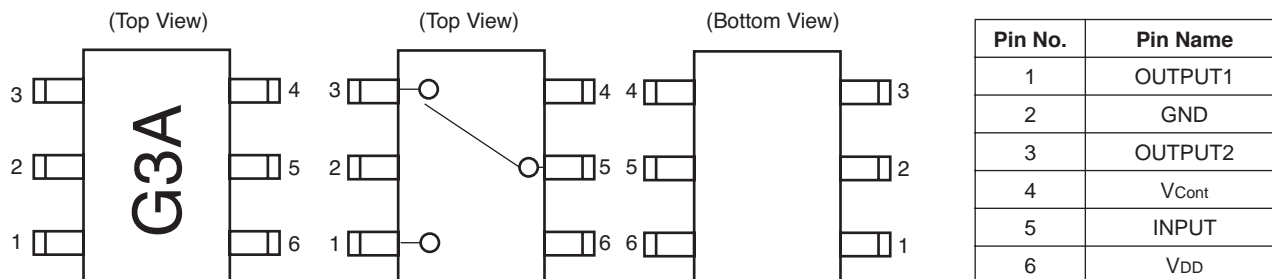 (Top View)
3 4
2 5
1 6
G3A
(Top View)
3 4
2 5
1 6
(Bottom View)
4 3
5 2
6 1
Pin No. Pin Name
1 OUTPUT1
2 GND
3 OUTPUT2
4 VCont
5 INPUT
6 VDD